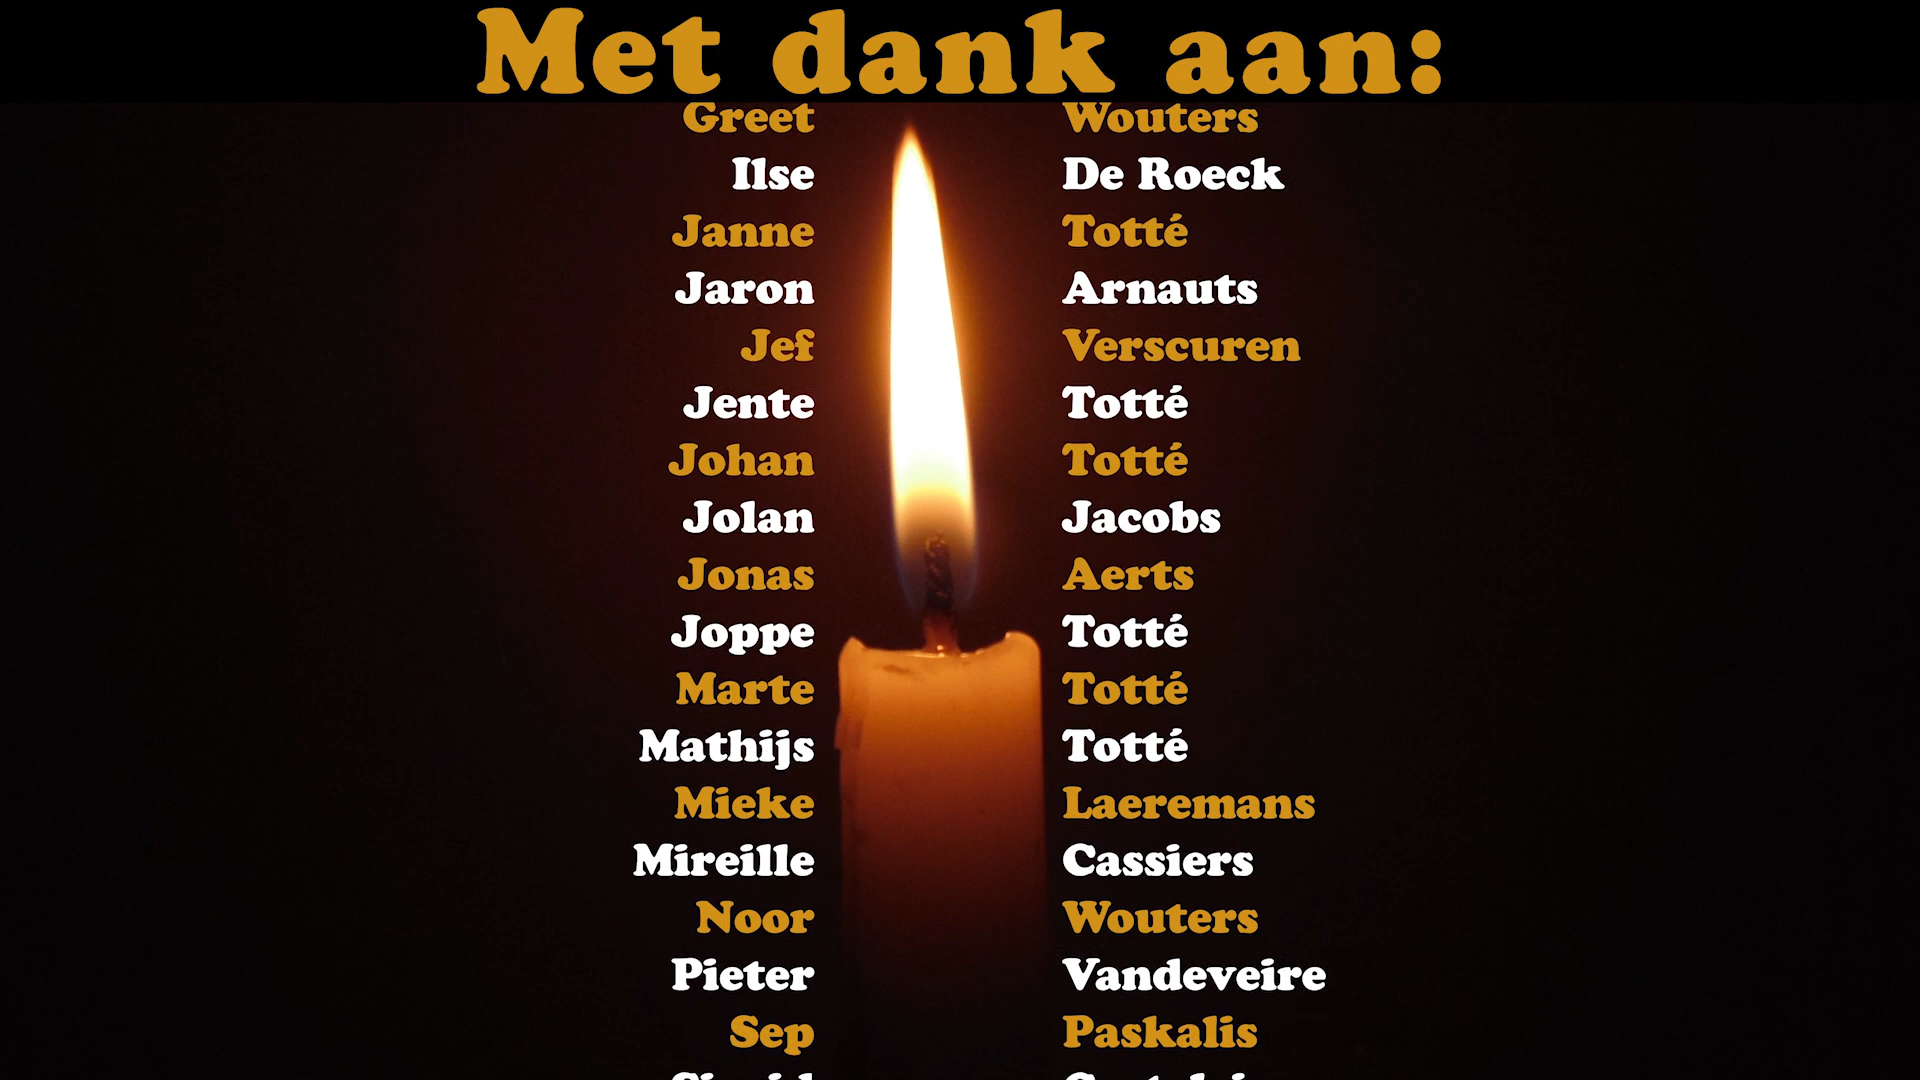 Met dank aan:
Greet Wouters
Ilse De Roeck
Janne Totté
Jaron Arnauts
Jef Verscuren
Jente Totté
Johan Totté
Jolan Jacobs
Jonas Aerts
Joppe Totté
Marte Totté
Mathijs Totté
Mieke Laeremans
Mireille Cassiers
Noor Wouters
Pieter Vandeveire
Sep Paskalis